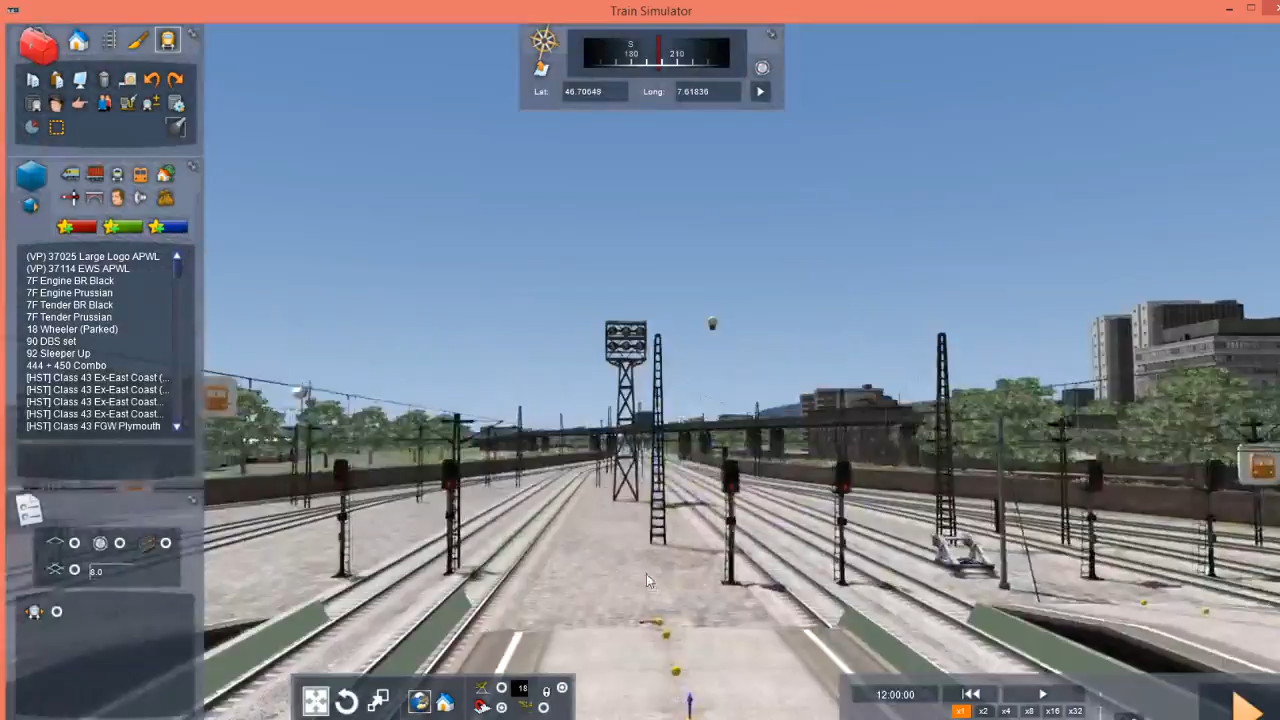 Train Simulator
S
180 210
Lat: 46.70649 Long: 7.61836
(VP) 37025 Large Logo APWL
(VP) 37114 EWS APWL
7F Engine BR Black
7F Engine Prussian
7F Tender BR Black
7F Tender Prussian
18 Wheeler (Parked)
90 DBS set
92 Sleeper Up
444 + 450 Combo
[HST] Class 43 Ex-East Coast (...
[HST] Class 43 Ex-East Coast (...
[HST] Class 43 Ex-East Coast...
[HST] Class 43 Ex-East Coast...
[HST] Class 43 FGW Plymouth
8.0
18
12:00:00
x1 x2 x4 x8 x16 x32